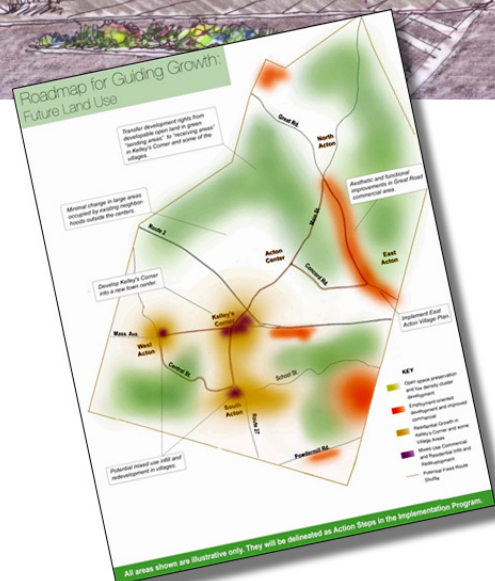 Roadmap for Guiding Growth:
Future Land Use
Transfer development rights from
developable open land in green
"sending areas" to "receiving areas"
in Kelley's Corner and some of the
villages.
Great Rd.
North
Acton
Minimal change in large areas
occupied by existing neighbor-
hoods outside the centers.
Aesthetic and functional
improvements in Great Road
commercial area.
Main St.
Route 2
Acton
Center
East
Acton
Concord Rd.
Develop Kelley's Corner
into a new town center.
Kelley's
Corner
Implement East
Acton Village Plan.
Mass. Ave.
West
Acton
Central St.
School St.
South
Acton
Route 27
Powdermill Rd.
Potential mixed use infill and
redevelopment in villages.
KEY
Open space preservation
and low density cluster
development
Employment-oriented
development and improved
commercial
Residential Growth in
Kelley's Corner and some
Village Areas
Mixed Use Commercial
and Residential Infill and
Redevelopment
Potential Fixed Route
Shuttle
All areas shown are illustrative only. They will be delineated as Action Steps in the Implementation Program.